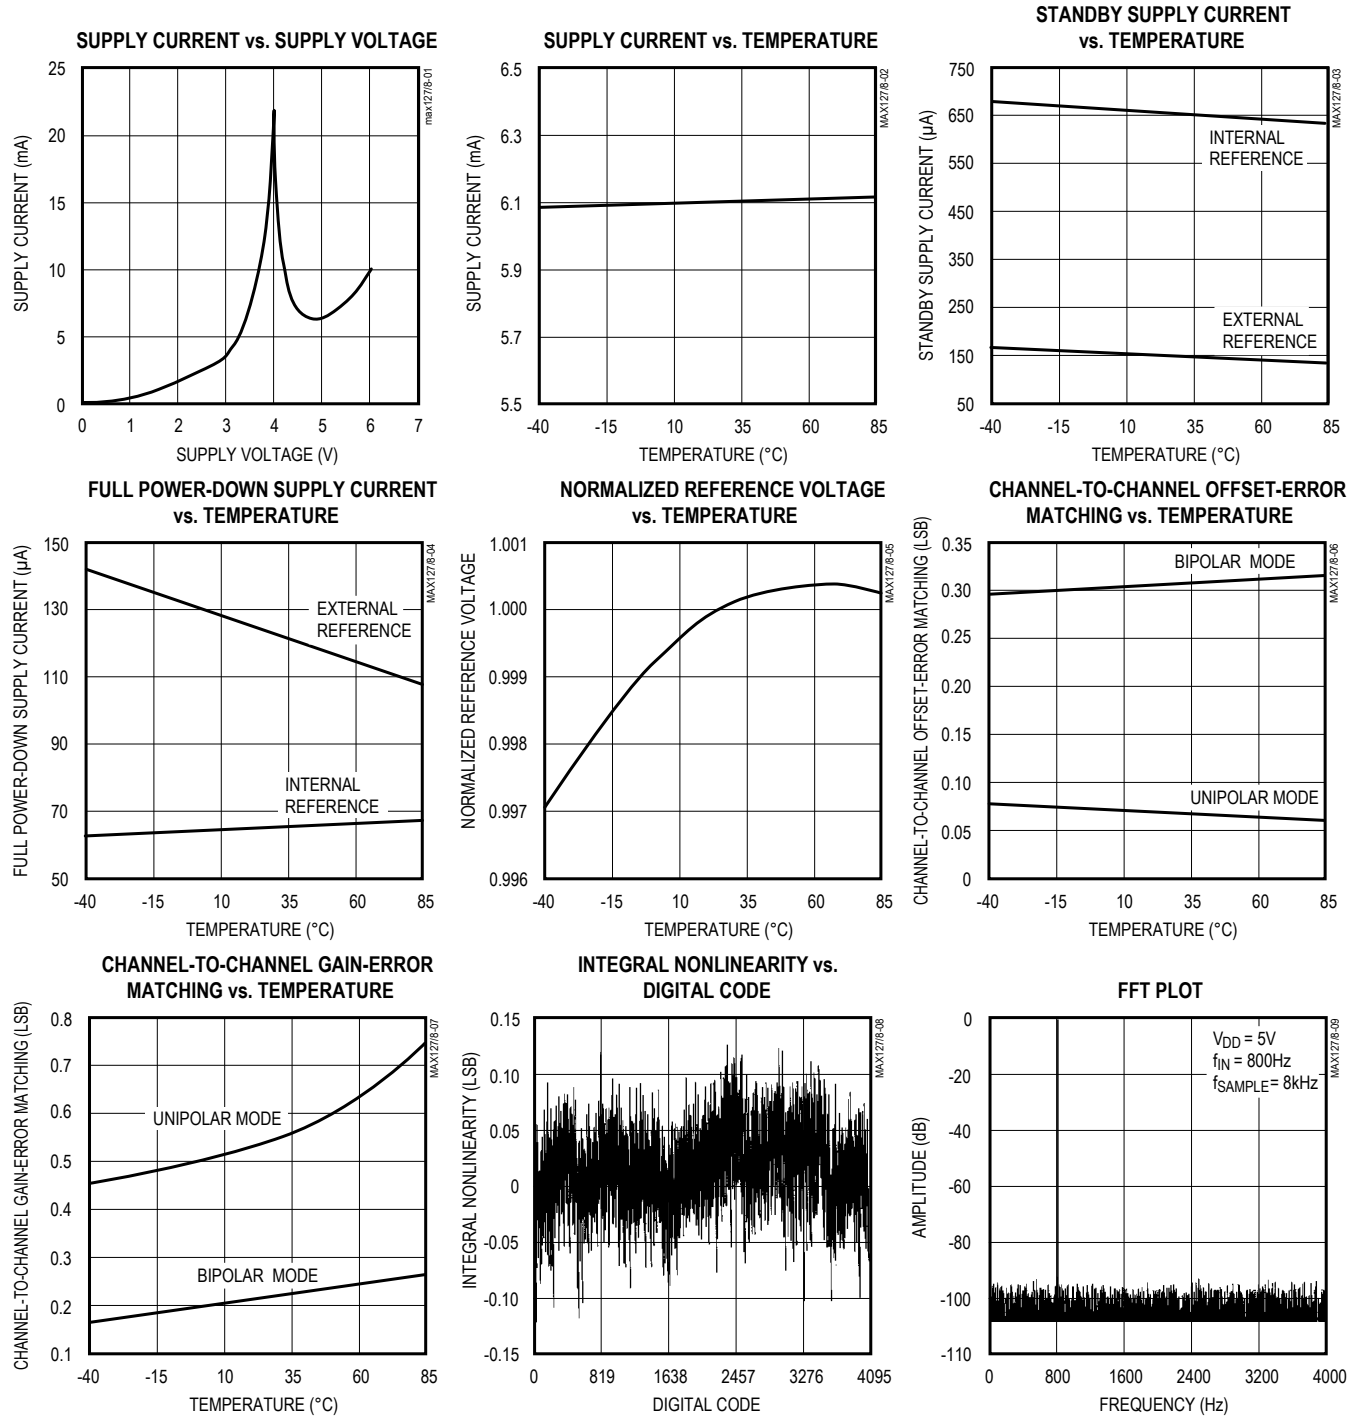 SUPPLY CURRENT vs. SUPPLY VOLTAGE
25
20
15
10
5
0
SUPPLY CURRENT (mA)
max127/8-01
0 1 2 3 4 5 6 7
SUPPLY VOLTAGE (V)
SUPPLY CURRENT vs. TEMPERATURE
6.5
6.3
6.1
5.9
5.7
5.5
SUPPLY CURRENT (mA)
MAX127/8-02
-40 -15 10 35 60 85
TEMPERATURE (°C)
STANDBY SUPPLY CURRENT
vs. TEMPERATURE
750
650
550
450
350
250
150
50
STANDBY SUPPLY CURRENT (µA)
MAX127/8-03
INTERNAL
REFERENCE
EXTERNAL
REFERENCE
-40 -15 10 35 60 85
TEMPERATURE (°C)
FULL POWER-DOWN SUPPLY CURRENT
vs. TEMPERATURE
150
130
110
90
70
50
FULL POWER-DOWN SUPPLY CURRENT (µA)
MAX127/8-04
EXTERNAL
REFERENCE
INTERNAL
REFERENCE
-40 -15 10 35 60 85
TEMPERATURE (°C)
NORMALIZED REFERENCE VOLTAGE
vs. TEMPERATURE
1.001
1.000
0.999
0.998
0.997
0.996
NORMALIZED REFERENCE VOLTAGE
MAX127/8-05
-40 -15 10 35 60 85
TEMPERATURE (°C)
CHANNEL-TO-CHANNEL OFFSET-ERROR
MATCHING vs. TEMPERATURE
0.35
0.30
0.25
0.20
0.15
0.10
0.05
0
CHANNEL-TO-CHANNEL OFFSET-ERROR MATCHING (LSB)
MAX127/8-06
BIPOLAR MODE
UNIPOLAR MODE
-40 -15 10 35 60 85
TEMPERATURE (°C)
CHANNEL-TO-CHANNEL GAIN-ERROR
MATCHING vs. TEMPERATURE
0.8
0.7
0.6
0.5
0.4
0.3
0.2
0.1
CHANNEL-TO-CHANNEL GAIN-ERROR MATCHING (LSB)
MAX127/8-07
UNIPOLAR MODE
BIPOLAR MODE
-40 -15 10 35 60 85
TEMPERATURE (°C)
INTEGRAL NONLINEARITY vs.
DIGITAL CODE
0.15
0.10
0.05
0
-0.05
-0.10
-0.15
INTEGRAL NONLINEARITY (LSB)
MAX127/8-08
0 819 1638 2457 3276 4095
DIGITAL CODE
FFT PLOT
0
-20
-40
-60
-80
-100
-110
AMPLITUDE (dB)
MAX127/8-09
VDD = 5V
fIN = 800Hz
fSAMPLE= 8kHz
0 800 1600 2400 3200 4000
FREQUENCY (Hz)